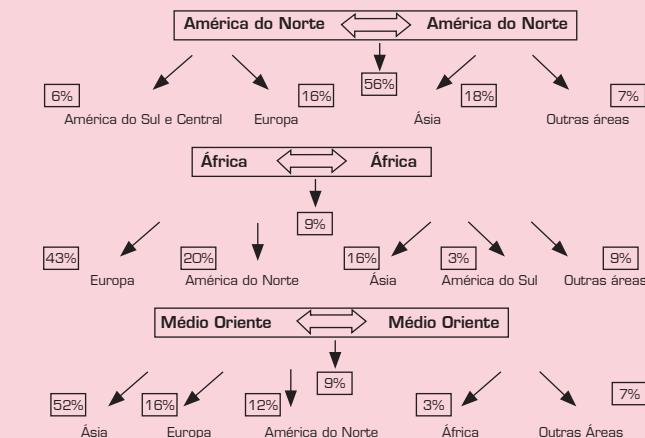 América do Norte América do Norte
56%
6% 16% 18% 7%
América do Sul e Central Europa Ásia Outras áreas
África África
9%
43% 20% 16% 3% 9%
Europa América do Norte Ásia América do Sul Outras áreas
Médio Oriente Médio Oriente
9%
52% 16% 12% 3% 7%
Ásia Europa América do Norte África Outras Áreas